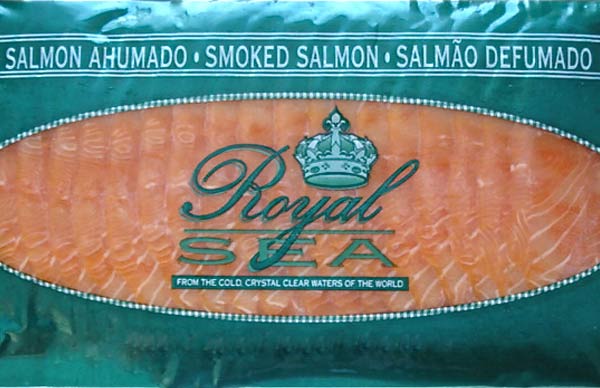 SALMON AHUMADO • SMOKED SALMON • SALMÃO DEFUMADO
Royal
SEA
FROM THE COLD, CRYSTAL CLEAR WATERS OF THE WORLD